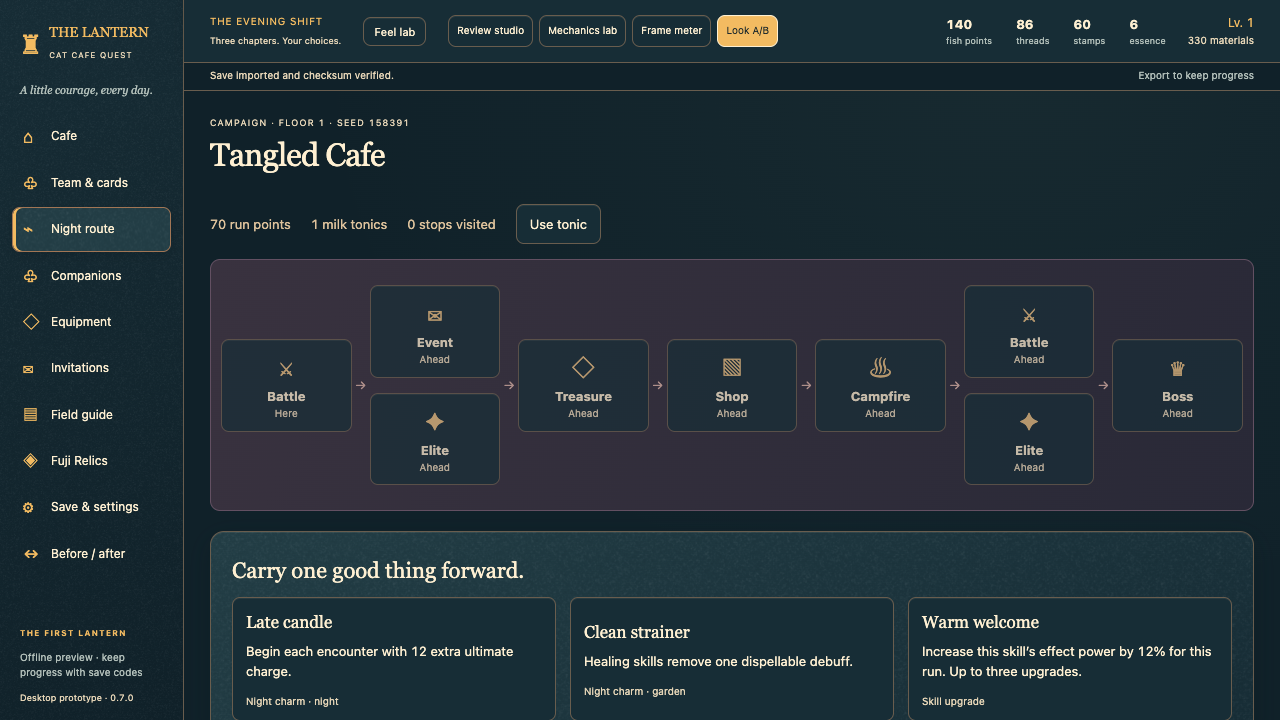 THE LANTERN
CAT CAFE QUEST
A little courage, every day.
Cafe
Team & cards
Night route
Companions
Equipment
Invitations
Field guide
Fuji Relics
Save & settings
Before / after
THE FIRST LANTERN
Offline preview · keep
progress with save codes
Desktop prototype · 0.7.0
THE EVENING SHIFT
Three chapters. Your choices.
Feel lab
Review studio
Mechanics lab
Frame meter
Look A/B
140
fish points
86
threads
60
stamps
6
essence
Lv. 1
330 materials
Save imported and checksum verified.
Export to keep progress
CAMPAIGN · FLOOR 1 · SEED 158391
Tangled Cafe
70 run points
1 milk tonics
0 stops visited
Use tonic
Battle
Here
Event
Ahead
Elite
Ahead
Treasure
Ahead
Shop
Ahead
Campfire
Ahead
Battle
Ahead
Elite
Ahead
Boss
Ahead
Carry one good thing forward.
Late candle
Begin each encounter with 12 extra ultimate
charge.
Night charm · night
Clean strainer
Healing skills remove one dispellable debuff.
Night charm · garden
Warm welcome
Increase this skill's effect power by 12% for this
run. Up to three upgrades.
Skill upgrade